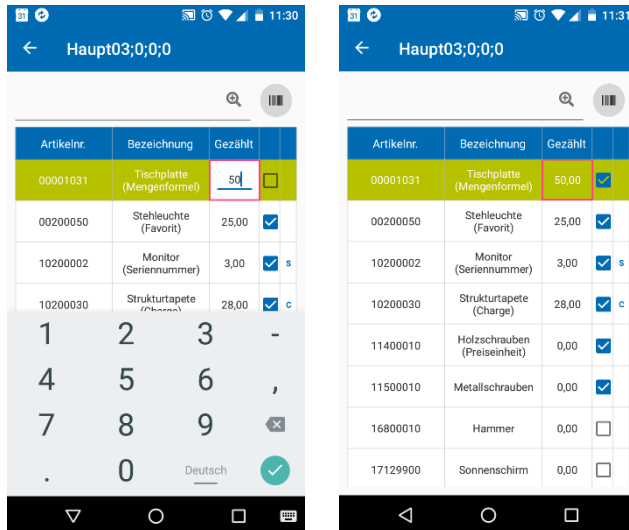 31 11:30
Haupt03;0;0;0
Artikelnr. Bezeichnung Gezählt
00001031 Tischplatte (Mengenformel) 50
00200050 Stehleuchte (Favorit) 25,00
10200002 Monitor (Seriennummer) 3,00 S
10200030 Strukturtapete (Charge) 28,00 C
1 2 3 -
4 5 6 ,
7 8 9
. 0 Deutsch
31 11:31
Haupt03;0;0;0
Artikelnr. Bezeichnung Gezählt
00001031 Tischplatte (Mengenformel) 50,00
00200050 Stehleuchte (Favorit) 25,00
10200002 Monitor (Seriennummer) 3,00 S
10200030 Strukturtapete (Charge) 28,00 C
11400010 Holzschrauben (Preiseinheit) 0,00
11500010 Metallschrauben 0,00
16800010 Hammer 0,00
17129900 Sonnenschirm 0,00